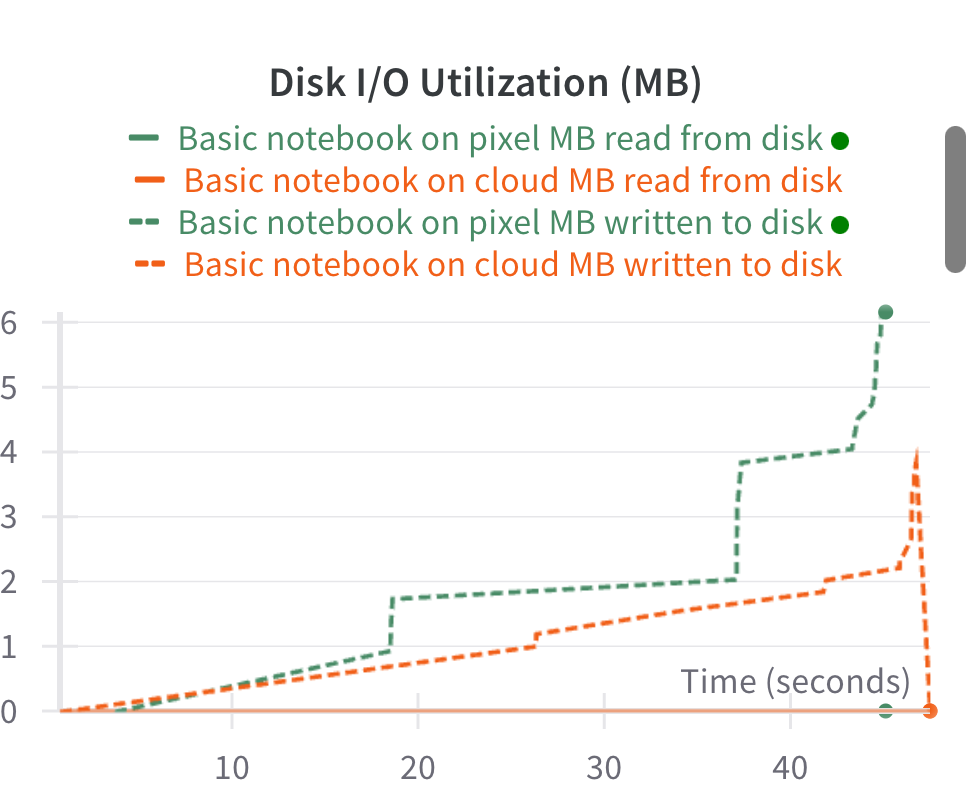 Disk I/O Utilization (MB)
Basic notebook on pixel MB read from disk
Basic notebook on cloud MB read from disk
Basic notebook on pixel MB written to disk
Basic notebook on cloud MB written to disk
6
5
4
3
2
1
0
Time (seconds)
10 20 30 40